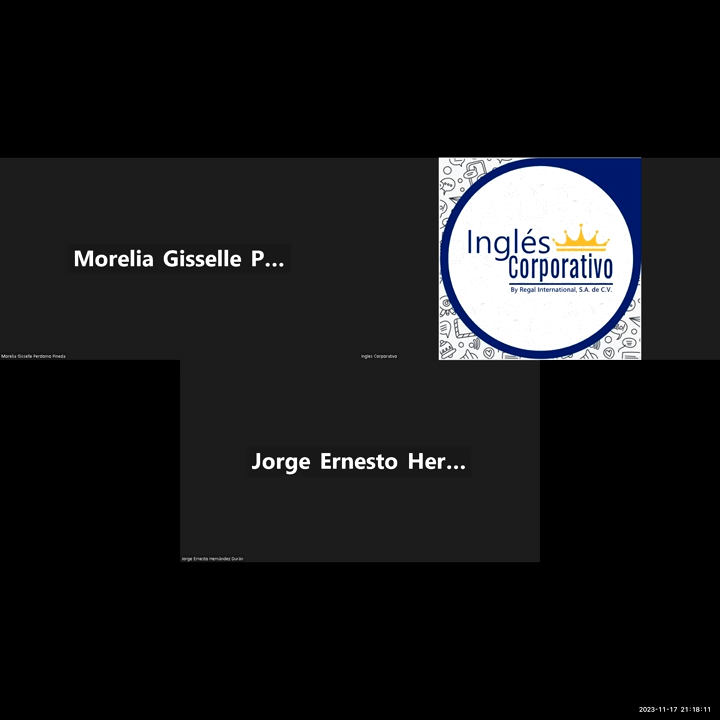 Morelia Gisselle P...
Inglés
Corporativo
By Regal International, S.A. de C.V.
Morelia Gisselle Perdomo Pineda
Ingles Corporativo
Jorge Ernesto Her...
Jorge Ernesto Hernández Durán
2023-11-17 21:18:11